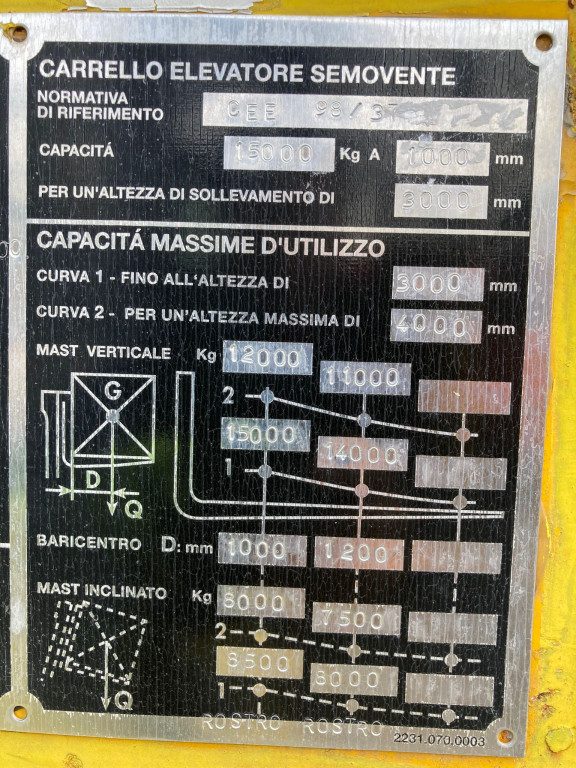 CARRELLO ELEVATORE SEMOVENTE
NORMATIVA
DI RIFERIMENTO CEE 98/37
CAPACITÁ 15000 Kg A 1000 mm
PER UN'ALTEZZA DI SOLLEVAMENTO DI 3000 mm
CAPACITÁ MASSIME D'UTILIZZO
CURVA 1 - FINO ALL'ALTEZZA DI 3000 mm
CURVA 2 - PER UN'ALTEZZA MASSIMA DI 4000 mm
MAST VERTICALE Kg 12000 11000
G 2
15000 14000
1
D
Q
BARICENTRO D: mm 1000 1200
MAST INCLINATO Kg 8000 7500
2
8500 8000
Q 1
ROSTRO ROSTRO
2231.070.0003